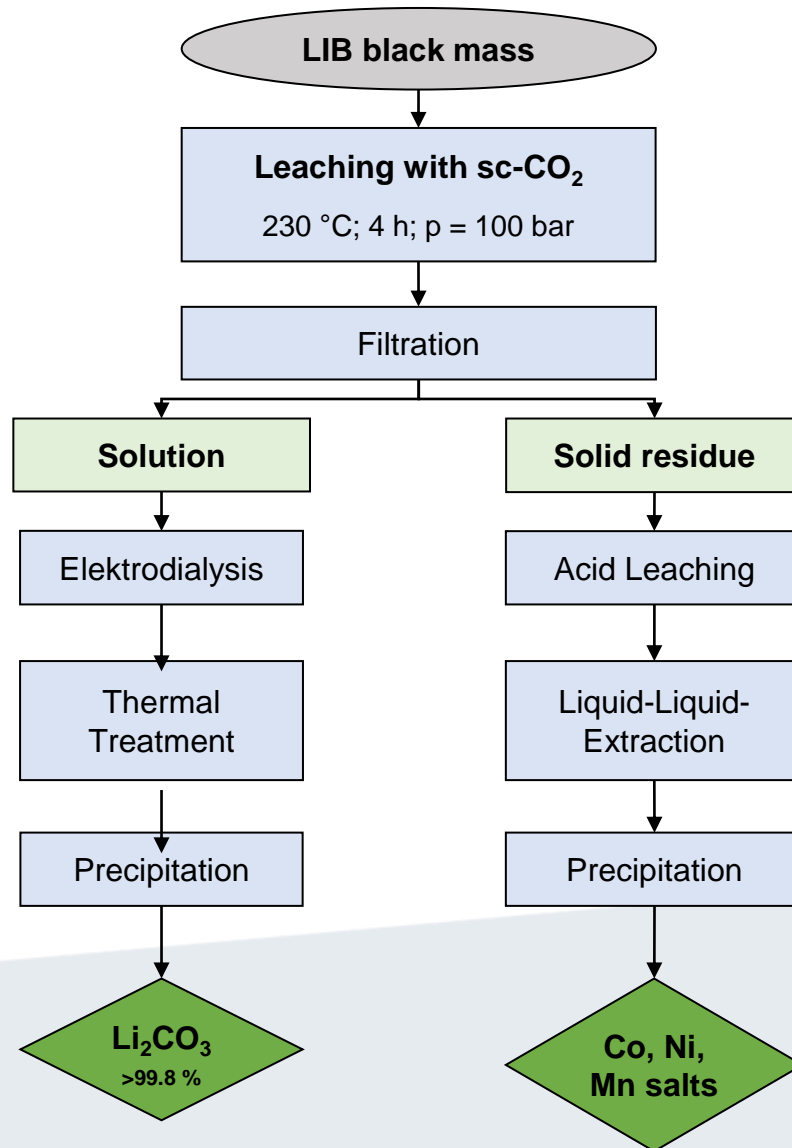 LIB black mass
Leaching with sc-CO₂
230 °C; 4 h; p = 100 bar
Filtration
Solution
Solid residue
Elektrodialysis
Acid Leaching
Thermal
Treatment
Liquid-Liquid-
Extraction
Precipitation
Precipitation
Li₂CO₃
>99.8 %
Co, Ni,
Mn salts